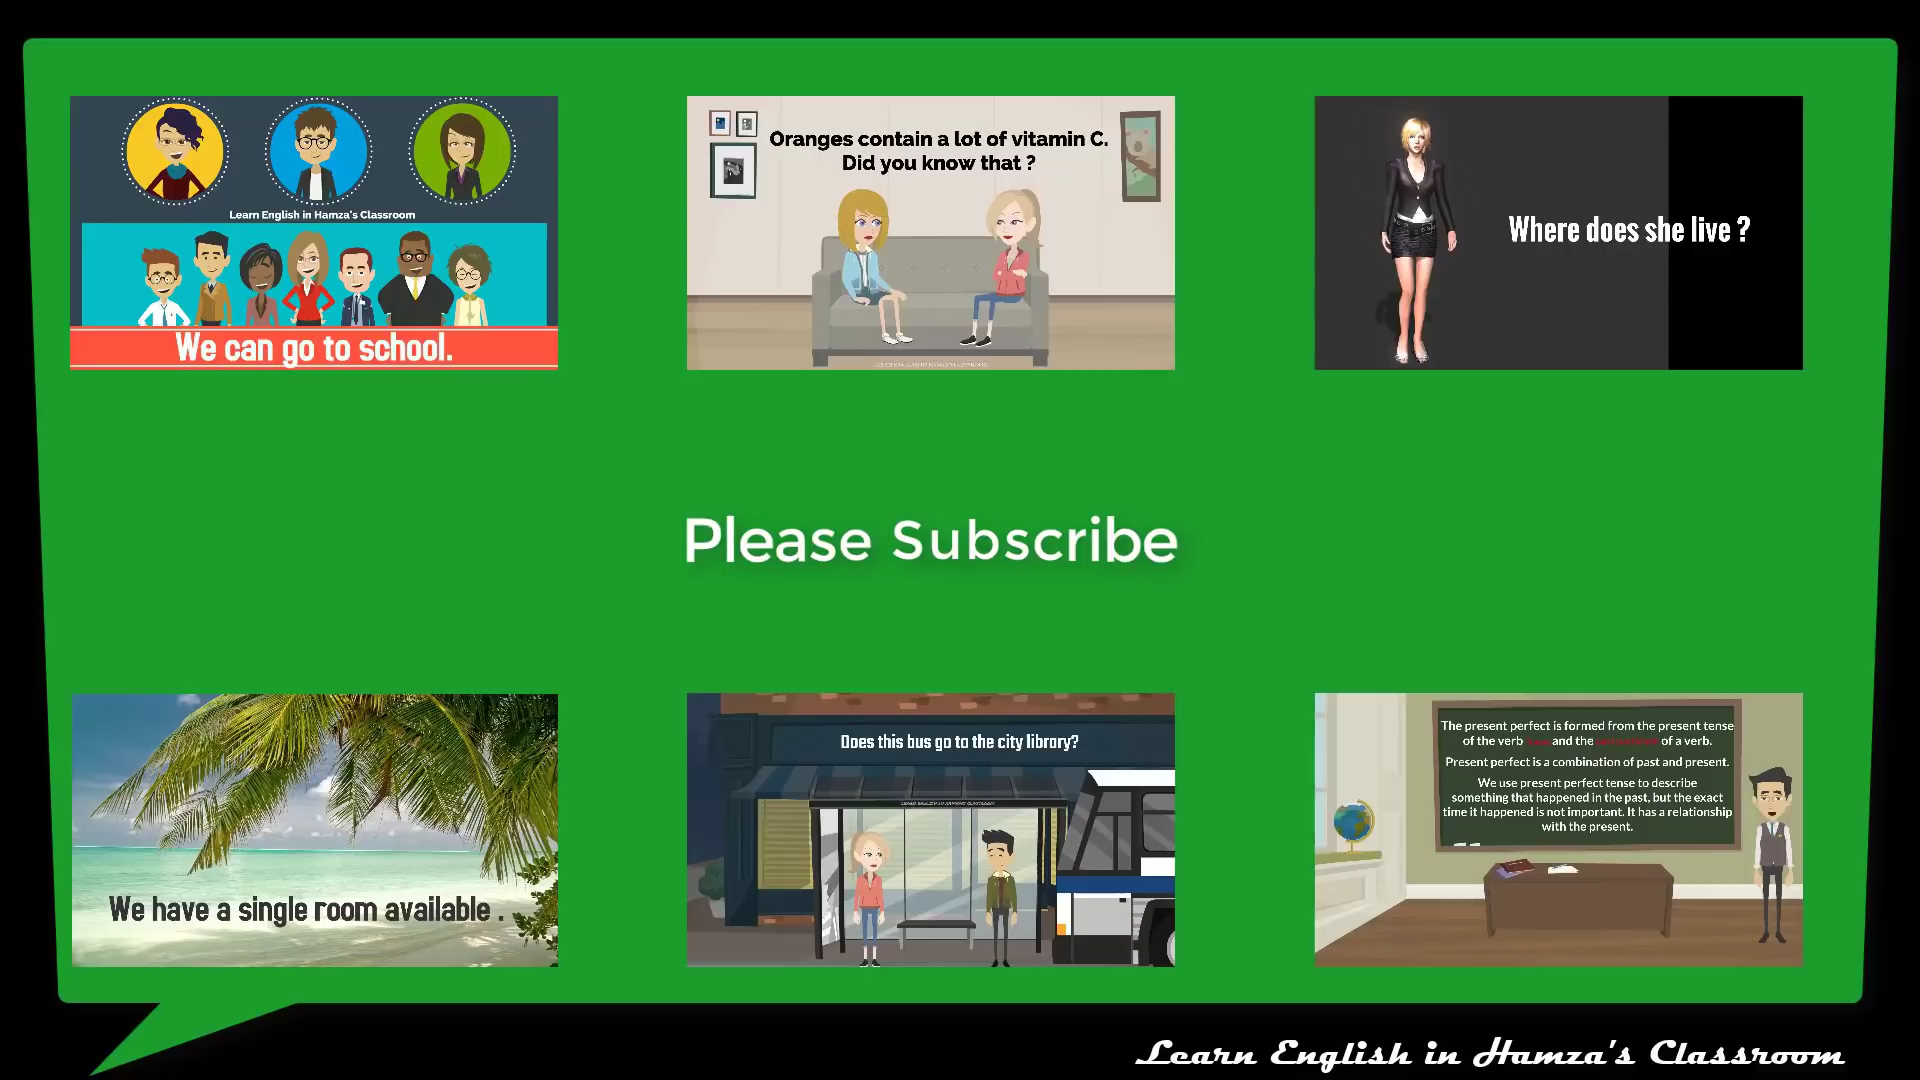 Learn English in Hamza's Classroom
We can go to school.
Oranges contain a lot of vitamin C.
Did you know that ?
Where does she live ?
Please Subscribe
We have a single room available .
Does this bus go to the city library?
LEARN ENGLISH IN HAMZA'S CLASSROOM
The present perfect is formed from the present tense
of the verb and the of a verb.
Present perfect is a combination of past and present.
We use present perfect tense to describe
something that happened in the past, but the exact
time it happened is not important. It has a relationship
with the present.
Learn English in Hamza's Classroom